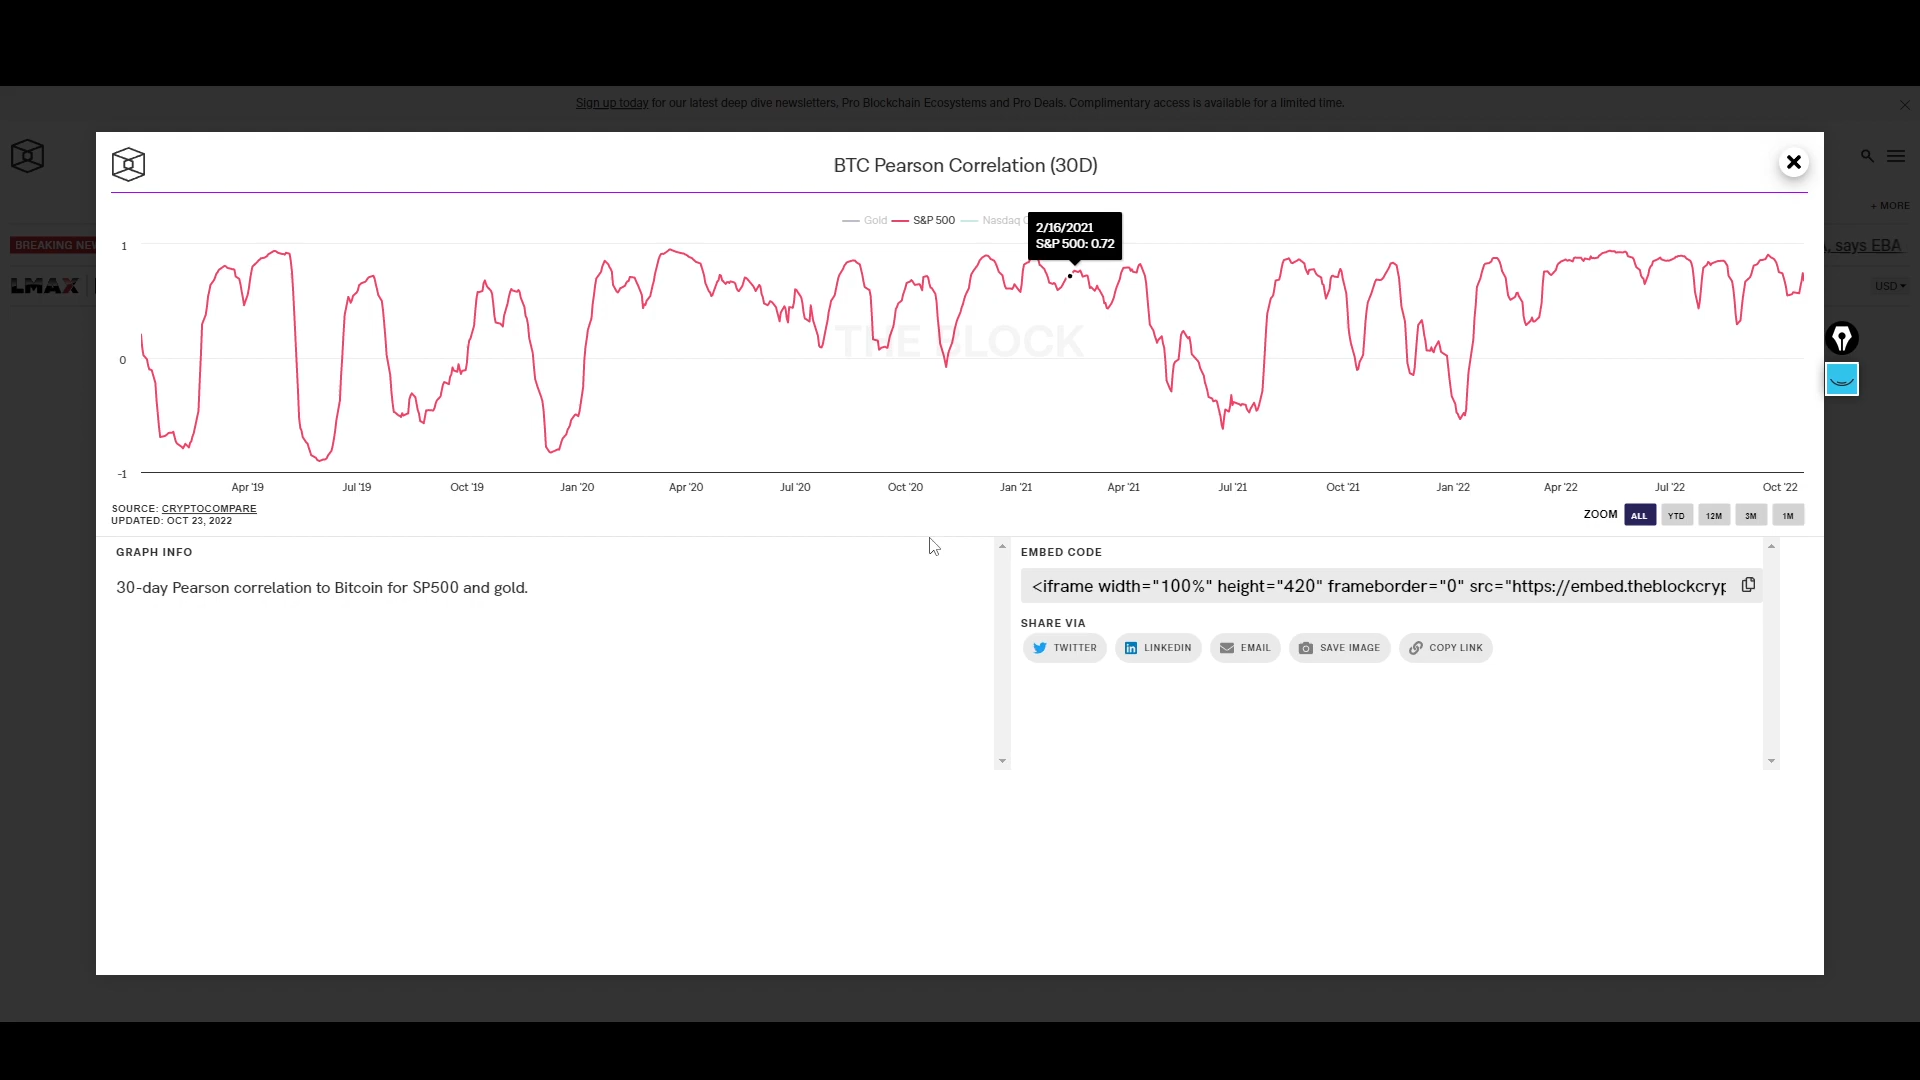 Sign up today for our latest deep dive newsletters, Pro Blockchain Ecosystems and Pro Deals. Complimentary access is available for a limited time.
BTC Pearson Correlation (30D)
+ MORE
Gold S&P 500 Nasdaq
2/16/2021
S&P 500: 0.72
BREAKING NEW
, says EBA
LMAX
USD
1
0
-1
THE BLOCK
Apr '19 Jul '19 Oct '19 Jan '20 Apr '20 Jul '20 Oct '20 Jan '21 Apr '21 Jul '21 Oct '21 Jan '22 Apr '22 Jul '22 Oct '22
SOURCE: CRYPTOCOMPARE
UPDATED: OCT 23, 2022
ZOOM ALL YTD 12M 3M 1M
GRAPH INFO
30-day Pearson correlation to Bitcoin for SP500 and gold.
EMBED CODE
<iframe width="100%" height="420" frameborder="0" src="https://embed.theblockcryp
SHARE VIA
TWITTER LINKEDIN EMAIL SAVE IMAGE COPY LINK